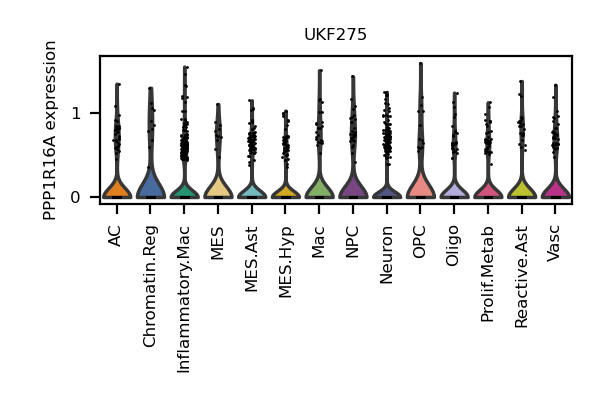 UKF275
PPP1R16A expression
1
0
AC
Chromatin.Reg
Inflammatory.Mac
MES
MES.Ast
MES.Hyp
Mac
NPC
Neuron
OPC
Oligo
Prolif.Metab
Reactive.Ast
Vasc